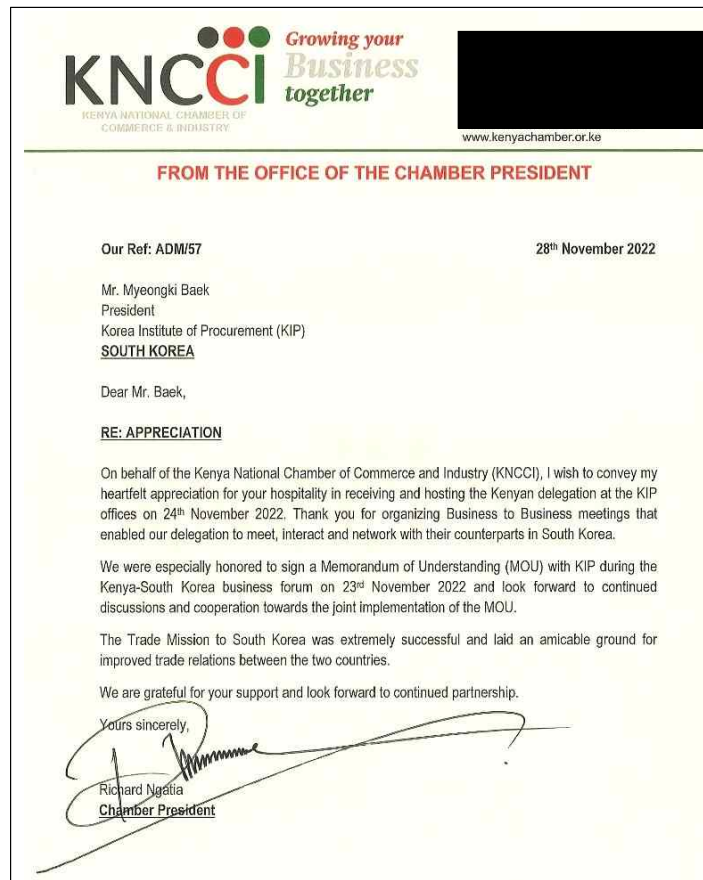 KNCCI
Growing your
Business
together
KENYA NATIONAL CHAMBER OF
COMMERCE & INDUSTRY
www.kenyachamber.or.ke
FROM THE OFFICE OF THE CHAMBER PRESIDENT
Our Ref: ADM/57 28th November 2022
Mr. Myeongki Baek
President
Korea Institute of Procurement (KIP)
SOUTH KOREA
Dear Mr. Baek,
RE: APPRECIATION
On behalf of the Kenya National Chamber of Commerce and Industry (KNCCI), I wish to convey my
heartfelt appreciation for your hospitality in receiving and hosting the Kenyan delegation at the KIP
offices on 24th November 2022. Thank you for organizing Business to Business meetings that
enabled our delegation to meet, interact and network with their counterparts in South Korea.
We were especially honored to sign a Memorandum of Understanding (MOU) with KIP during the
Kenya-South Korea business forum on 23rd November 2022 and look forward to continued
discussions and cooperation towards the joint implementation of the MOU.
The Trade Mission to South Korea was extremely successful and laid an amicable ground for
improved trade relations between the two countries.
We are grateful for your support and look forward to continued partnership.
Yours sincerely,
Richard Ngatia
Chamber President